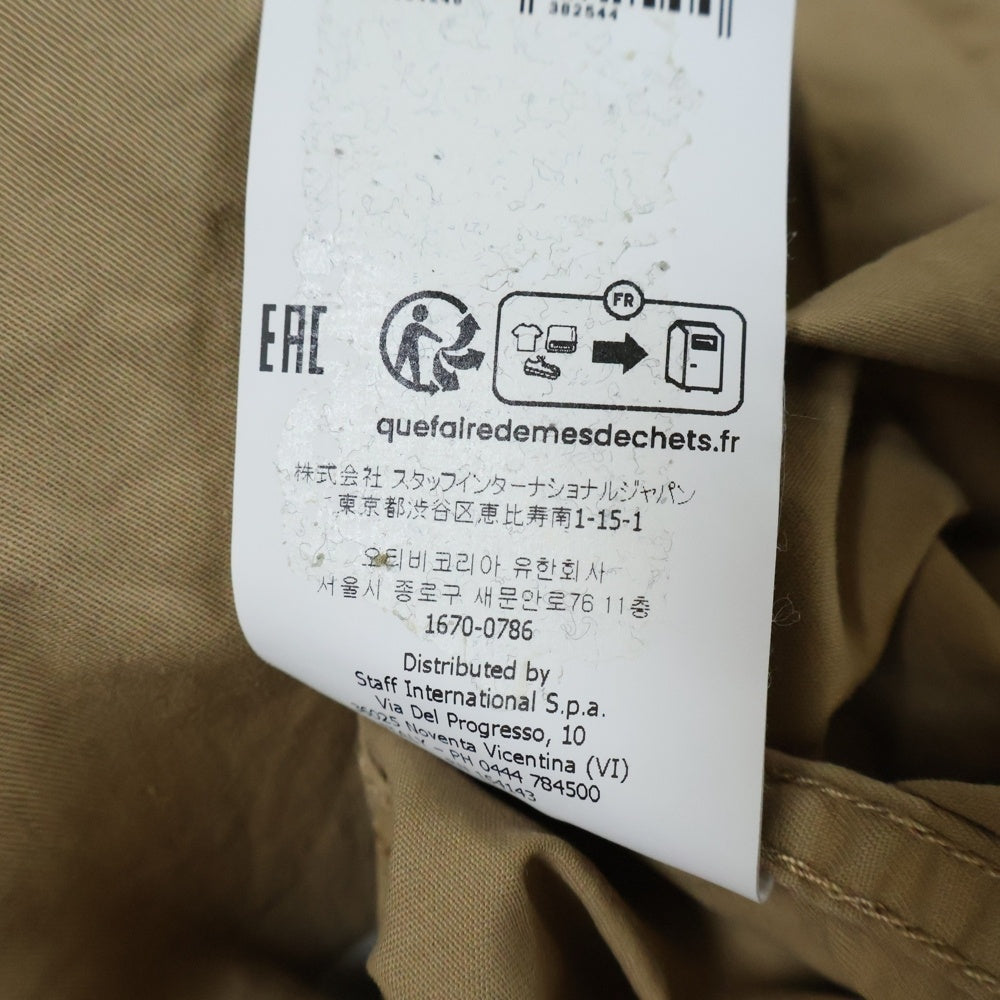 382544
EAC
FR
quefairedemesdechets.fr
株式会社 スタッフインターナショナルジャパン
東京都渋谷区恵比寿南1-15-1
오티비코리아 유한회사
서울시 종로구 새문안로76 11층
1670-0786
Distributed by
Staff International S.p.a.
Via Del Progresso, 10
36025 Noventa Vicentina (VI)
- PH 0444 784500